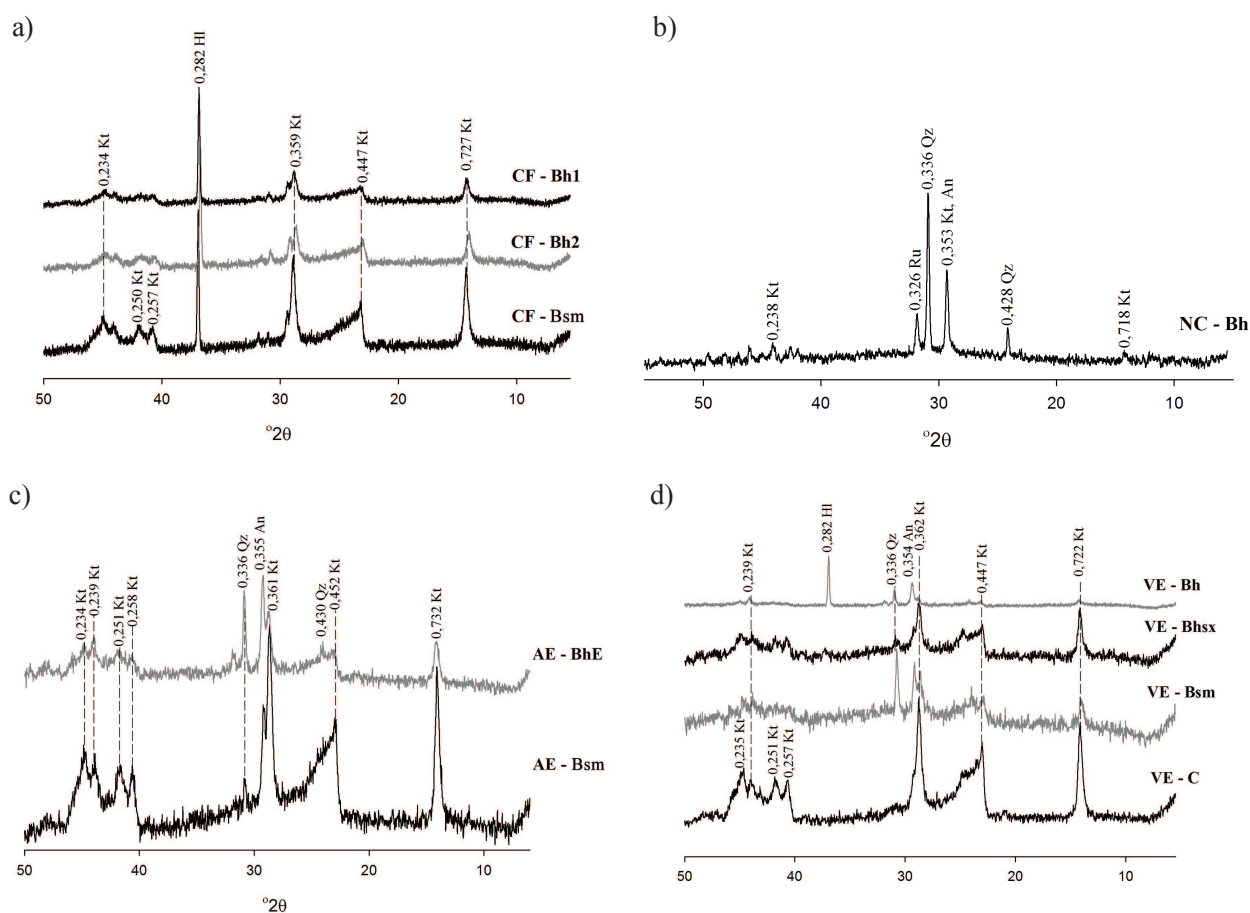 a)
0,282 Hl
0,234 Kt
0,359 Kt
0,447 Kt
0,727 Kt
CF - Bh1
CF - Bh2
0,250 Kt
0,257 Kt
CF - Bsm
50 40 30 20 10
°2θ
b)
0,336 Qz
0,353 Kt, An
0,326 Ru
0,428 Qz
0,238 Kt
0,718 Kt
NC - Bh
50 40 30 20 10
°2θ
c)
0,355 An
0,336 Qz
0,361 Kt
0,234 Kt
0,239 Kt
0,251 Kt
0,258 Kt
0,430 Qz
0,452 Kt
0,732 Kt
AE - BhE
AE - Bsm
50 40 30 20 10
°2θ
d)
0,282 Hl
0,362 Kt
0,354 An
0,336 Qz
0,239 Kt
0,447 Kt
0,722 Kt
VE - Bh
VE - Bhsx
VE - Bsm
0,235 Kt
0,251 Kt
0,257 Kt
VE - C
50 40 30 20 10
°2θ